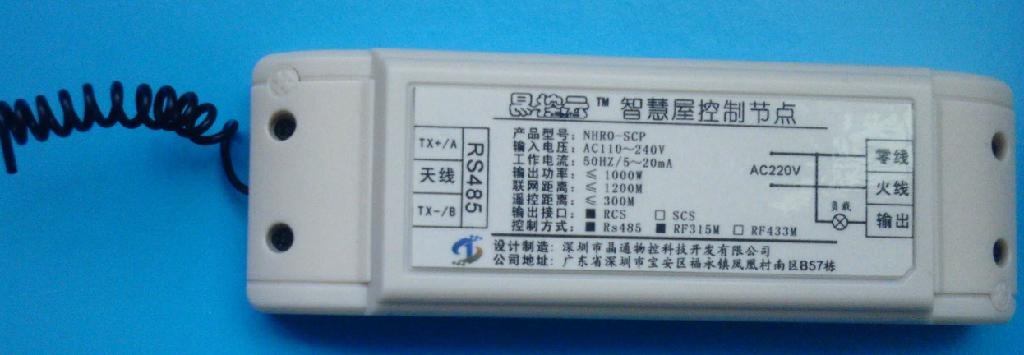 易控云™ 智慧屋控制节点
TX+/A
天线
TX-/B
RS485
产品型号: NHRO-SCP
输入电压: AC110～240V
工作电流: 50HZ/5～20mA
输出功率: ≤ 1000W
联网距离: ≤ 1200M
遥控距离: ≤ 300M
输出接口: ■ RCS □ SCS
控制方式: ■ Rs485 ■ RF315M □ RF433M
AC220V
负载
零线
火线
输出
设计制造: 深圳市晶通物控科技开发有限公司
公司地址: 广东省深圳市宝安区福永镇凤凰村南区B57栋